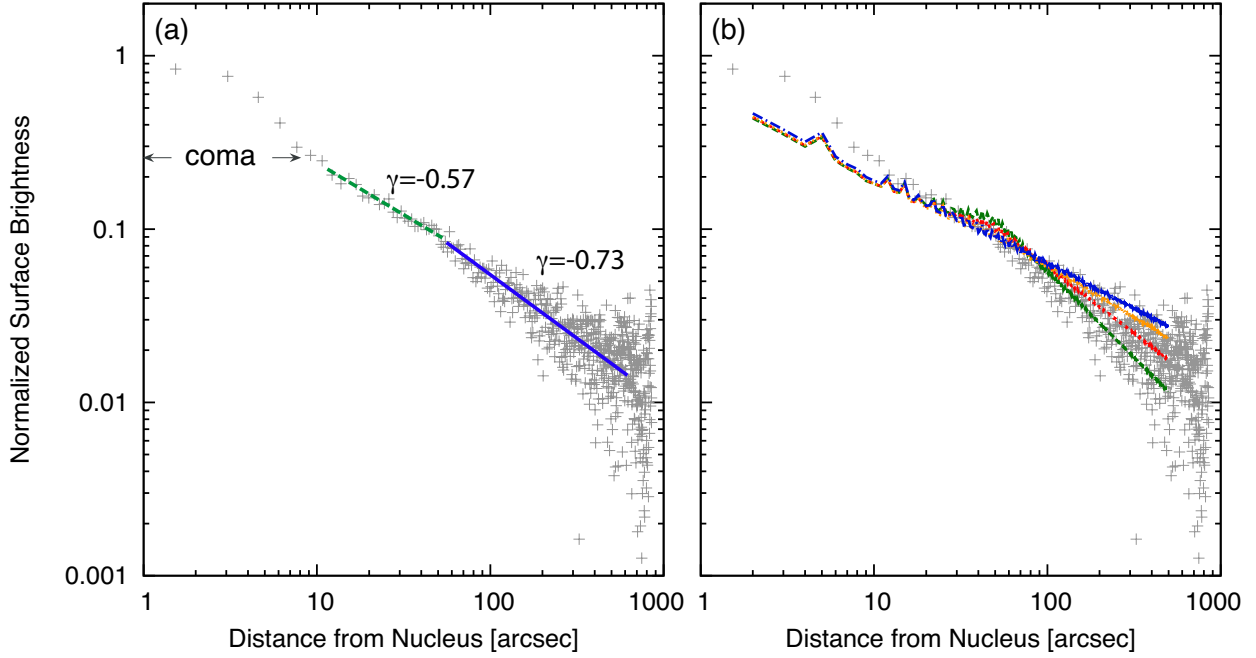 (a)
(b)
Normalized Surface Brightness
1
0.1
0.01
0.001
coma
γ=-0.57
γ=-0.73
1
10
100
1000
1
10
100
1000
Distance from Nucleus [arcsec]
Distance from Nucleus [arcsec]